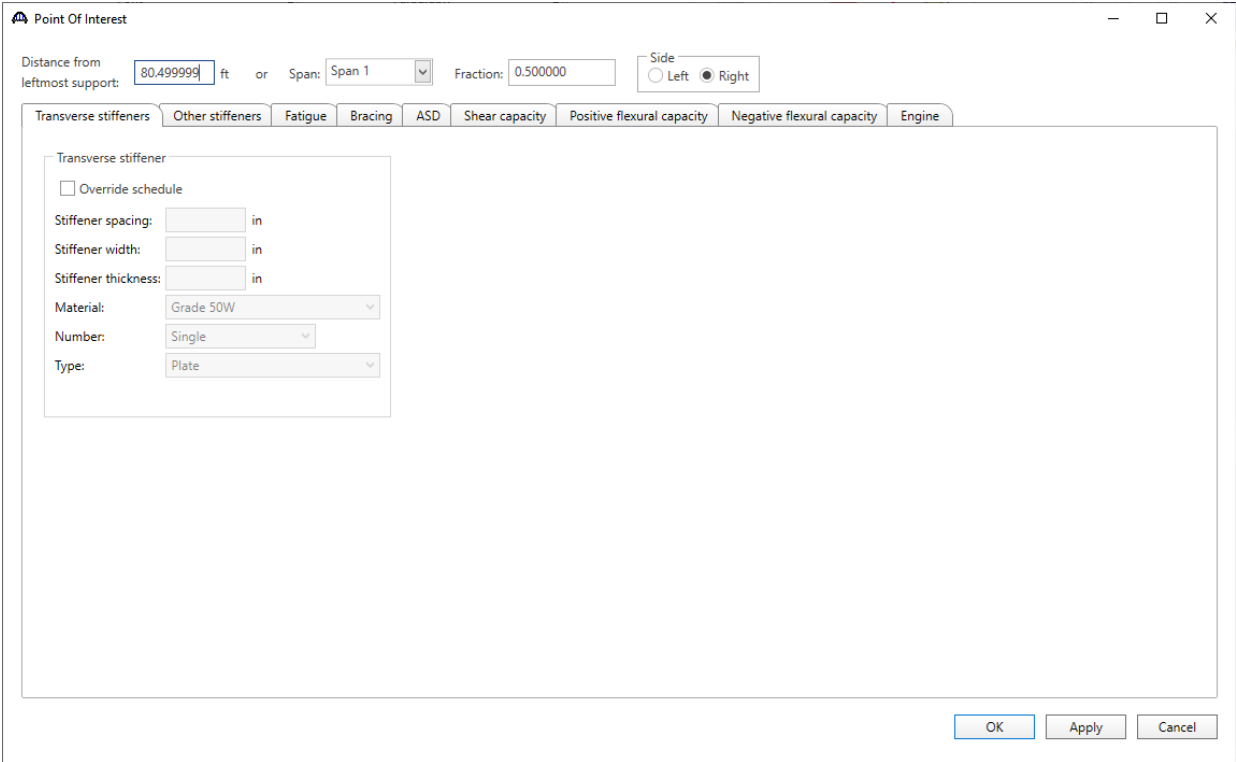 Point Of Interest
Distance from
leftmost support: 80.499999 ft or Span: Span 1 Fraction: 0.500000 Side Left Right
Transverse stiffeners Other stiffeners Fatigue Bracing ASD Shear capacity Positive flexural capacity Negative flexural capacity Engine
Transverse stiffener
Override schedule
Stiffener spacing: in
Stiffener width: in
Stiffener thickness: in
Material: Grade 50W
Number: Single
Type: Plate
OK Apply Cancel